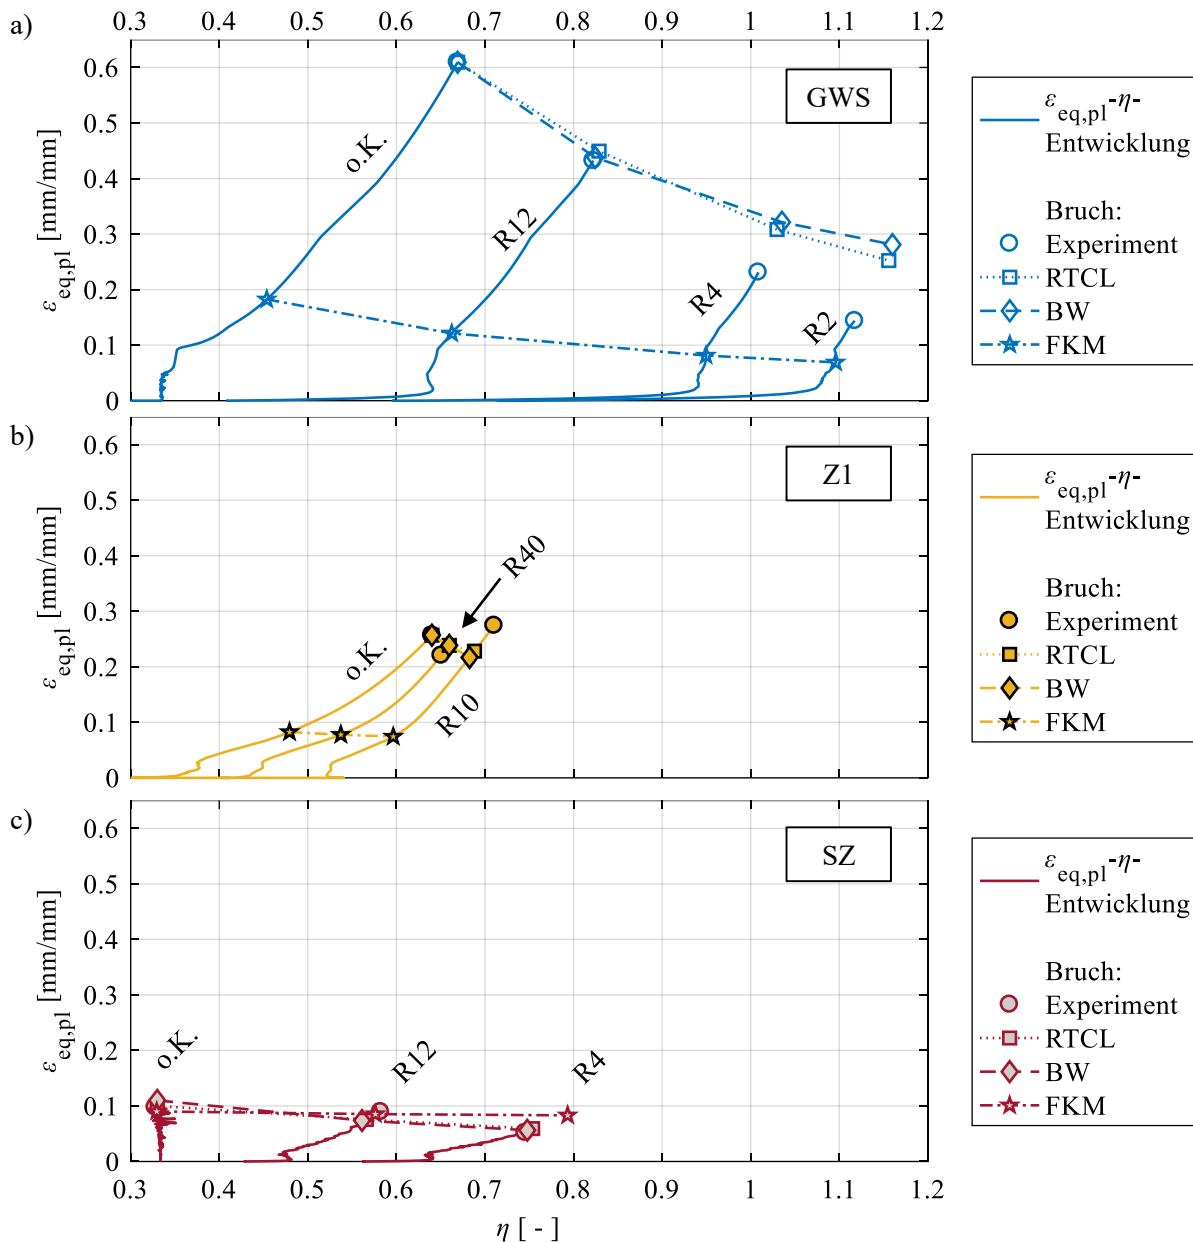 a)
0.3 0.4 0.5 0.6 0.7 0.8 0.9 1 1.1 1.2
0.6
0.5
0.4
0.3
0.2
0.1
0
ε_eq,pl [mm/mm]
GWS
o.K.
R12
R4
R2
ε_eq,pl-η-
Entwicklung
Bruch:
Experiment
RTCL
BW
FKM
b)
0.6
0.5
0.4
0.3
0.2
0.1
0
ε_eq,pl [mm/mm]
Z1
R40
o.K.
R10
ε_eq,pl-η-
Entwicklung
Bruch:
Experiment
RTCL
BW
FKM
c)
0.6
0.5
0.4
0.3
0.2
0.1
0
ε_eq,pl [mm/mm]
SZ
o.K.
R12
R4
ε_eq,pl-η-
Entwicklung
Bruch:
Experiment
RTCL
BW
FKM
0.3 0.4 0.5 0.6 0.7 0.8 0.9 1 1.1 1.2
η [ - ]